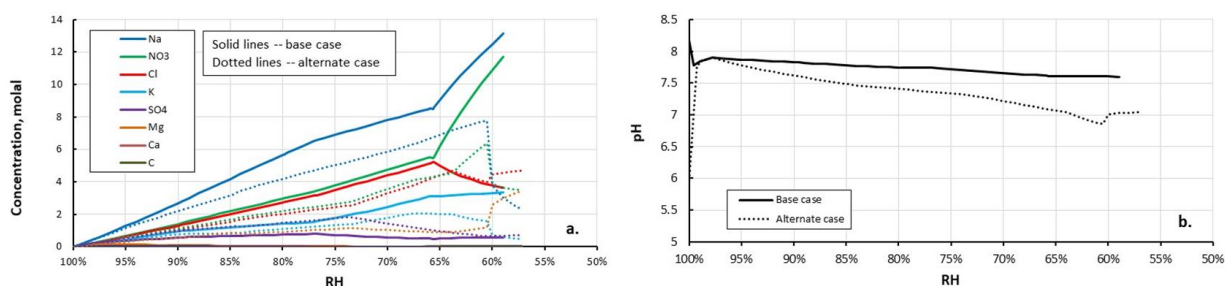 14
12
10
8
6
4
2
0
Concentration, molal
Na
NO3
Cl
K
SO4
Mg
Ca
C
Solid lines -- base case
Dotted lines -- alternate case
a.
100% 95% 90% 85% 80% 75% 70% 65% 60% 55% 50%
RH
8.5
8
7.5
7
6.5
6
5.5
5
pH
Base case
Alternate case
b.
100% 95% 90% 85% 80% 75% 70% 65% 60% 55% 50%
RH